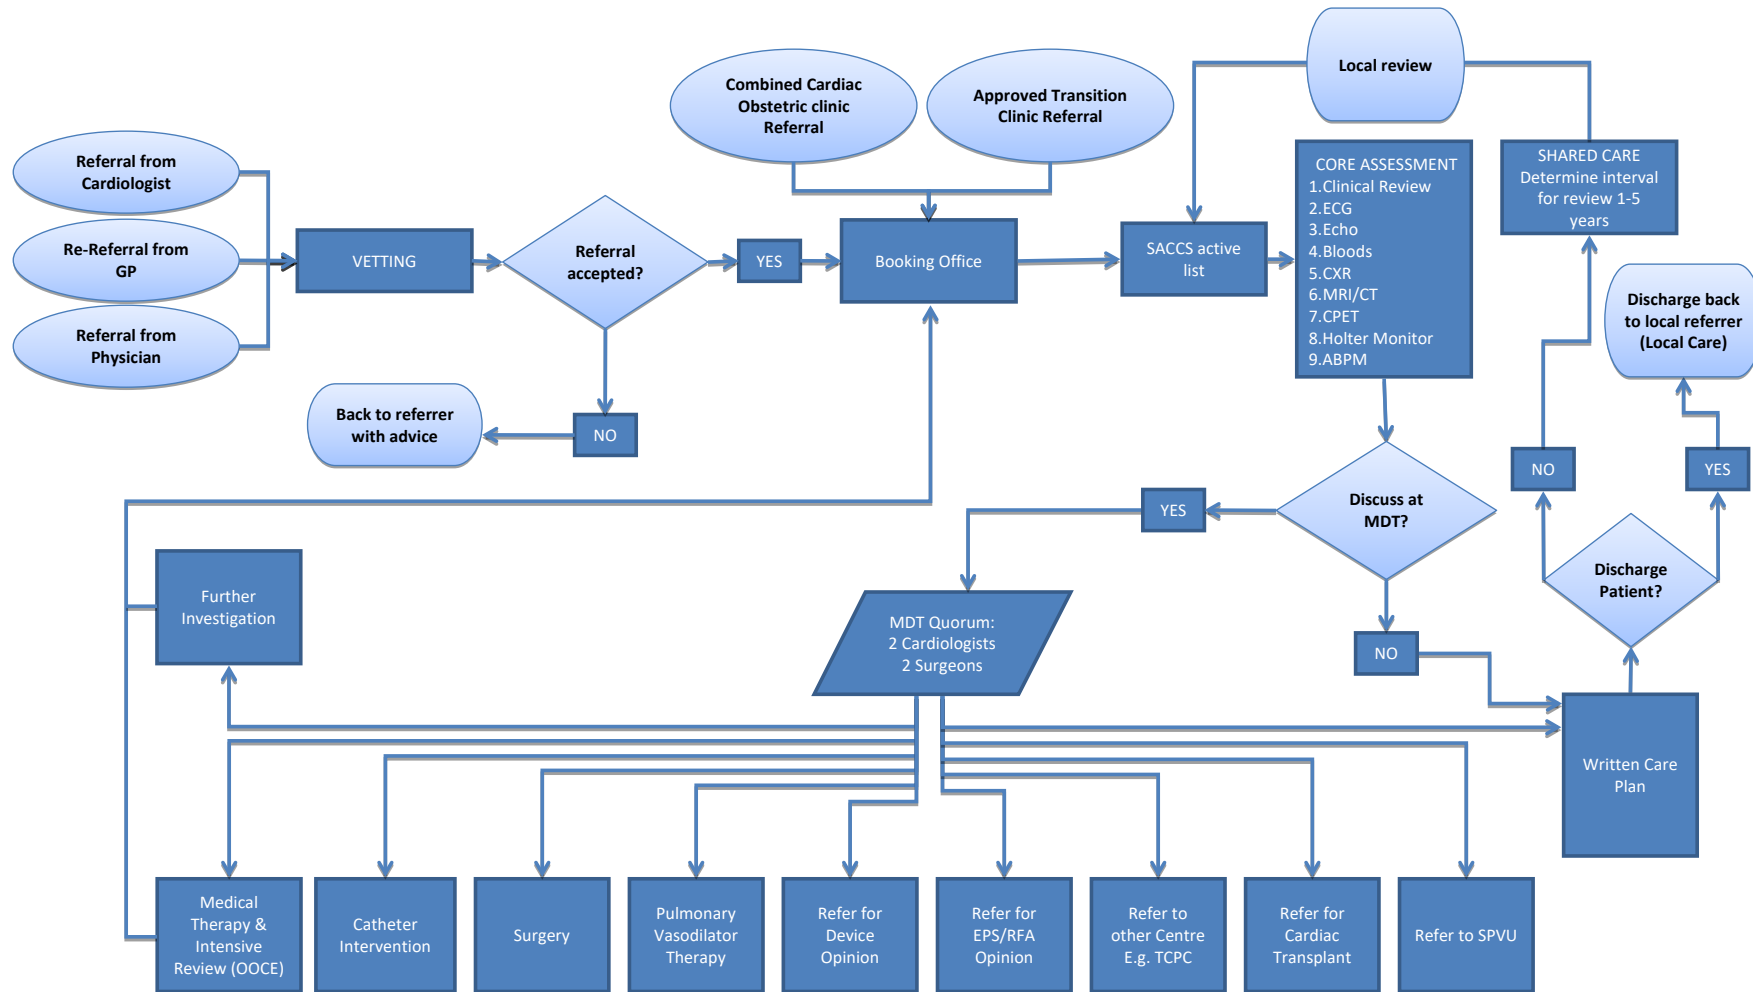 Local review
Combined Cardiac
Obstetric clinic
Referral
Approved Transition
Clinic Referral
Referral from
Cardiologist
Re-Referral from
GP
Referral from
Physician
VETTING
Referral
accepted?
YES
Booking Office
SACCS active
list
CORE ASSESSMENT
1.Clinical Review
2.ECG
3.Echo
4.Bloods
5.CXR
6.MRI/CT
7.CPET
8.Holter Monitor
9.ABPM
SHARED CARE
Determine interval
for review 1-5
years
Discharge back
to local referrer
(Local Care)
Back to referrer
with advice
NO
NO
YES
YES
Discuss at
MDT?
Discharge
Patient?
Further
Investigation
MDT Quorum:
2 Cardiologists
2 Surgeons
NO
Written Care
Plan
Medical
Therapy &
Intensive
Review (OOCE)
Catheter
Intervention
Surgery
Pulmonary
Vasodilator
Therapy
Refer for
Device
Opinion
Refer for
EPS/RFA
Opinion
Refer to
other Centre
E.g. TCPC
Refer for
Cardiac
Transplant
Refer to SPVU